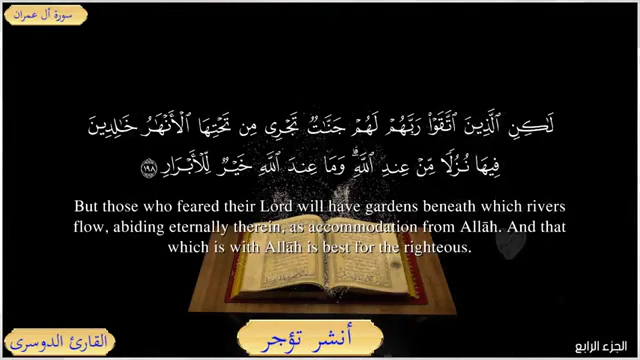 سورة آل عمران
لَٰكِنِ ٱلَّذِينَ ٱتَّقَوْا۟ رَبَّهُمْ لَهُمْ جَنَّٰتٌ تَجْرِى مِن تَحْتِهَا ٱلْأَنْهَٰرُ خَٰلِدِينَ
فِيهَا نُزُلًا مِّنْ عِندِ ٱللَّهِ ۗ وَمَا عِندَ ٱللَّهِ خَيْرٌ لِّلْأَبْرَارِ ١٩٨
But those who feared their Lord will have gardens beneath which rivers
flow, abiding eternally therein, as accommodation from Allāh. And that
which is with Allāh is best for the righteous.
أنشر تؤجر
القارئ الدوسرى
الجزء الرابع